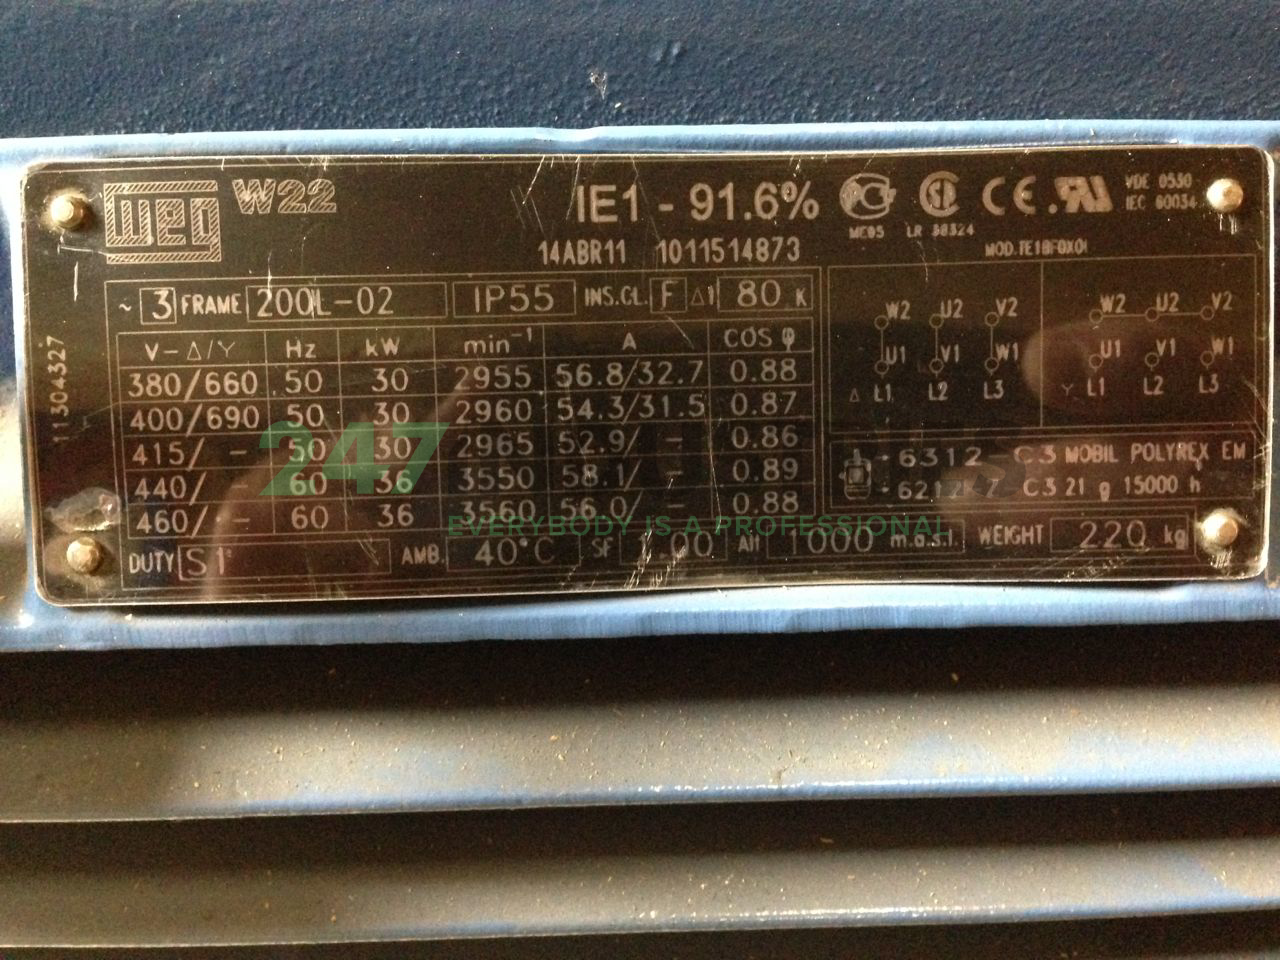 WEG W22 IE1 - 91.6% CE VDE 0530
IEC 60034
ME05 LR 38324
14ABR11 1011514873 MOD.TE1BF0X0I
11304327
~ 3 FRAME 200L-02 IP55 INS.CL. F Δt 80 K
V-Δ/Y Hz kW min⁻¹ A COS φ
380/660 50 30 2955 56.8/32.7 0.88
400/690 50 30 2960 54.3/31.5 0.87
415/ - 50 30 2965 52.9/ - 0.86
440/ - 60 36 3550 58.1/ - 0.89
460/ - 60 36 3560 56.0/ - 0.88
DUTY S1 AMB. 40°C SF 1.00 Alt 1000 m.a.s.l. WEIGHT 220 kg
W2 U2 V2
U1 V1 W1
Δ L1 L2 L3
W2 U2 V2
U1 V1 W1
Y L1 L2 L3
6312-C3 MOBIL POLYREX EM
C3 21 g 15000 h
247
EVERYBODY IS A PROFESSIONAL